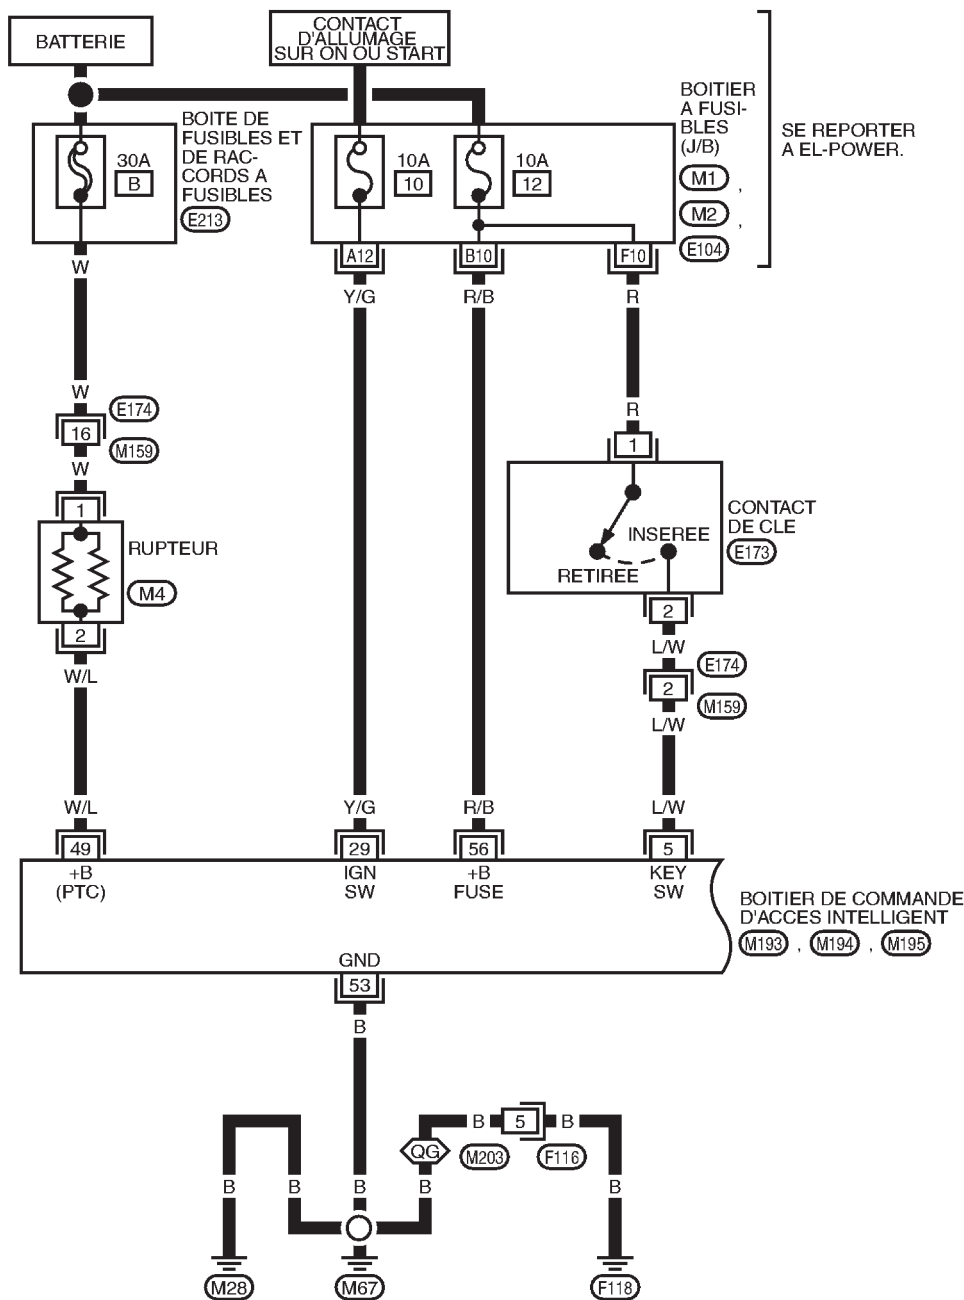 BATTERIE
CONTACT
D'ALLUMAGE
SUR ON OU START
BOITE DE
FUSIBLES ET
DE RAC-
CORDS A
FUSIBLES
E213
30A
B
10A
10
10A
12
BOITIER
A FUSI-
BLES
(J/B)
M1 ,
M2 ,
E104
SE REPORTER
A EL-POWER.
A12
B10
F10
W
Y/G
R/B
R
W
E174
16
M159
W
R
1
1
RUPTEUR
M4
2
W/L
INSEREE
RETIREE
CONTACT
DE CLE
E173
2
L/W
E174
2
M159
L/W
W/L
Y/G
R/B
L/W
49
29
56
5
+B
(PTC)
IGN
SW
+B
FUSE
KEY
SW
BOITIER DE COMMANDE
D'ACCES INTELLIGENT
M193 , M194 , M195
GND
53
B
B
5
B
QG
M203
F116
B
B
B
B
B
M28
M67
F118